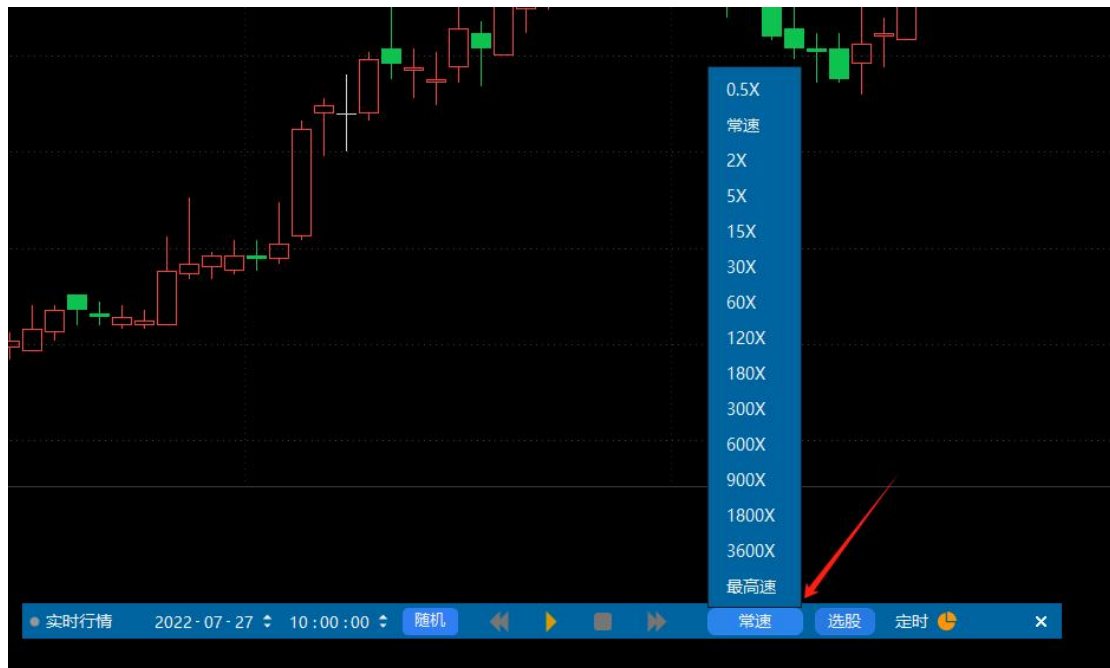 0.5X
常速
2X
5X
15X
30X
60X
120X
180X
300X
600X
900X
1800X
3600X
最高速
实时行情 2022-07-27 10:00:00 随机 常速 选股 定时